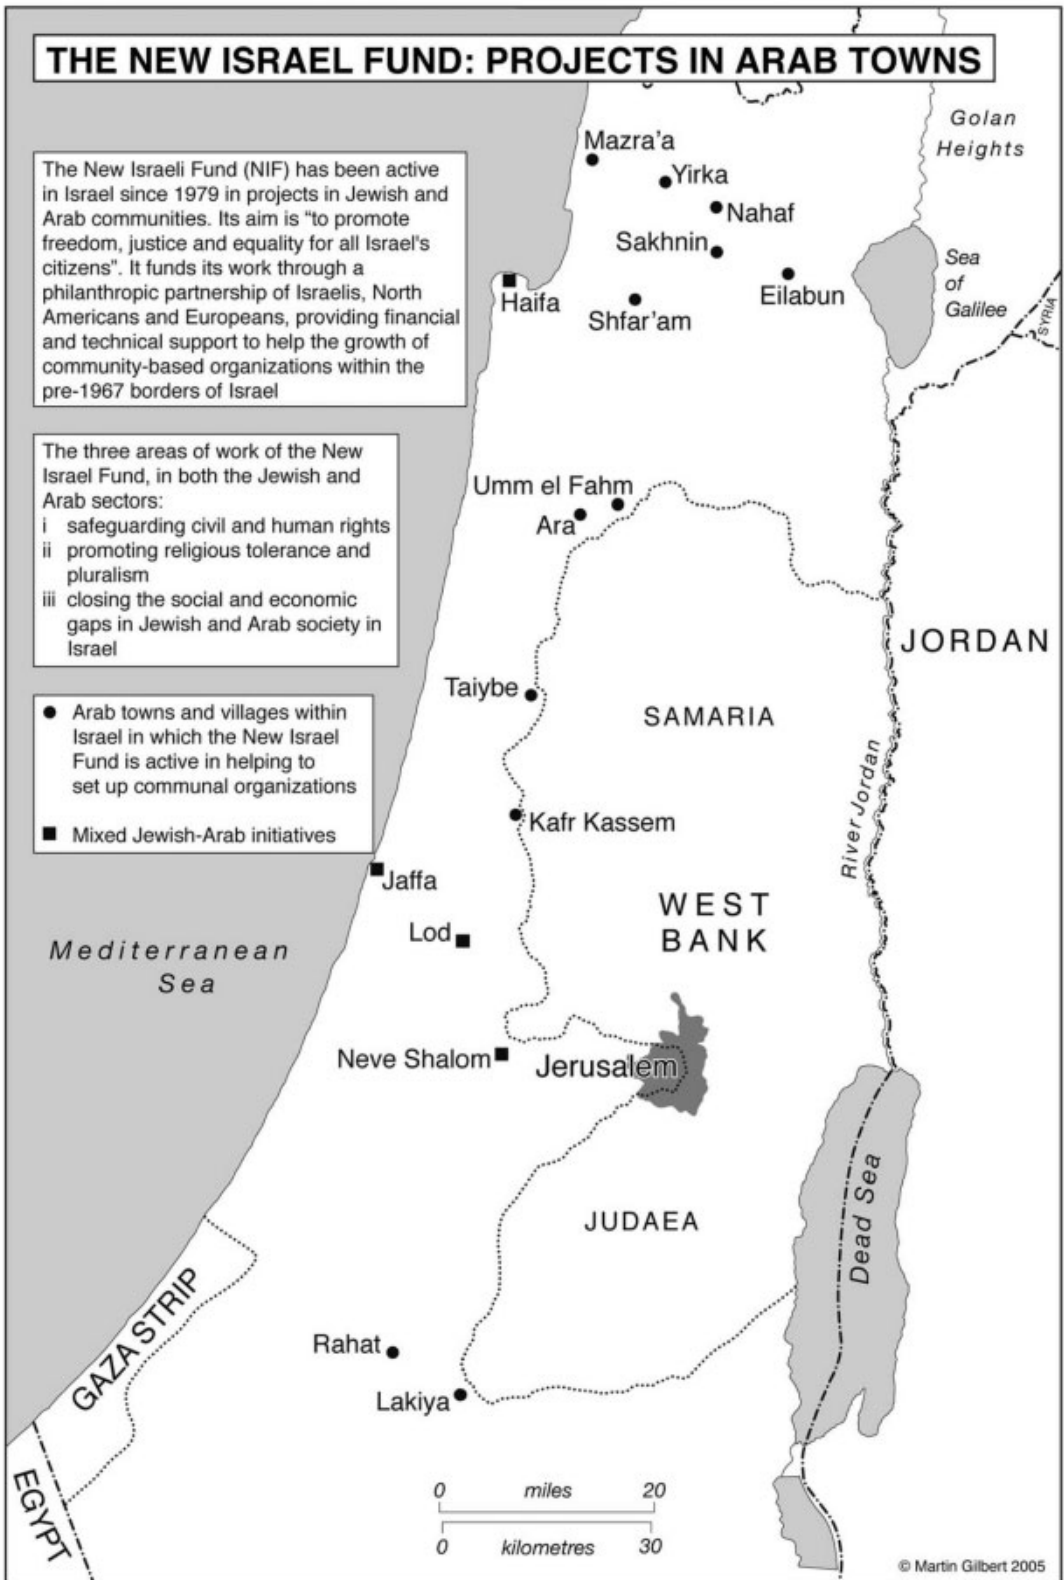 THE NEW ISRAEL FUND: PROJECTS IN ARAB TOWNS
The New Israeli Fund (NIF) has been active
in Israel since 1979 in projects in Jewish and
Arab communities. Its aim is “to promote
freedom, justice and equality for all Israel's
citizens”. It funds its work through a
philanthropic partnership of Israelis, North
Americans and Europeans, providing financial
and technical support to help the growth of
community-based organizations within the
pre-1967 borders of Israel
The three areas of work of the New
Israel Fund, in both the Jewish and
Arab sectors:
i safeguarding civil and human rights
ii promoting religious tolerance and
pluralism
iii closing the social and economic
gaps in Jewish and Arab society in
Israel
● Arab towns and villages within
Israel in which the New Israel
Fund is active in helping to
set up communal organizations
■ Mixed Jewish-Arab initiatives
Golan
Heights
Mazra’a
Yirka
Nahaf
Sakhnin
Eilabun
Sea
of
Galilee
Haifa
Shfar’am
SYRIA
Umm el Fahm
Ara
JORDAN
Taiybe
SAMARIA
River Jordan
Kafr Kassem
Jaffa
WEST
BANK
Lod
Mediterranean
Sea
Neve Shalom
Jerusalem
Dead Sea
JUDAEA
GAZA STRIP
Rahat
Lakiya
EGYPT
0 miles 20
0 kilometres 30
© Martin Gilbert 2005